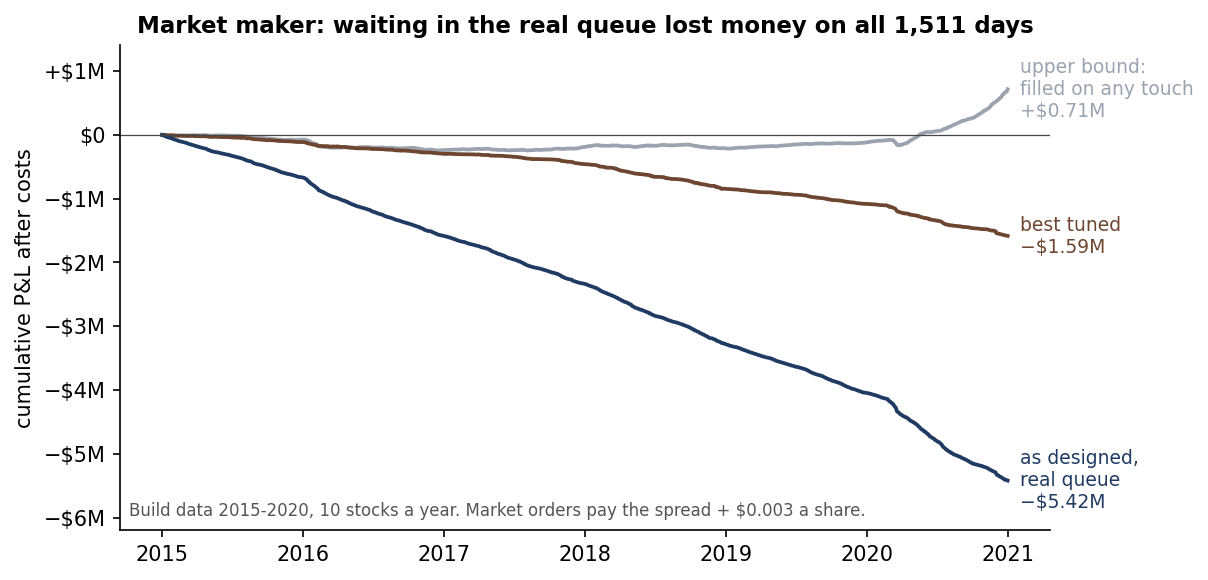 Market maker: waiting in the real queue lost money on all 1,511 days
cumulative P&L after costs
+$1M
$0
−$1M
−$2M
−$3M
−$4M
−$5M
−$6M
upper bound:
filled on any touch
+$0.71M
best tuned
−$1.59M
as designed,
real queue
−$5.42M
Build data 2015-2020, 10 stocks a year. Market orders pay the spread + $0.003 a share.
2015
2016
2017
2018
2019
2020
2021